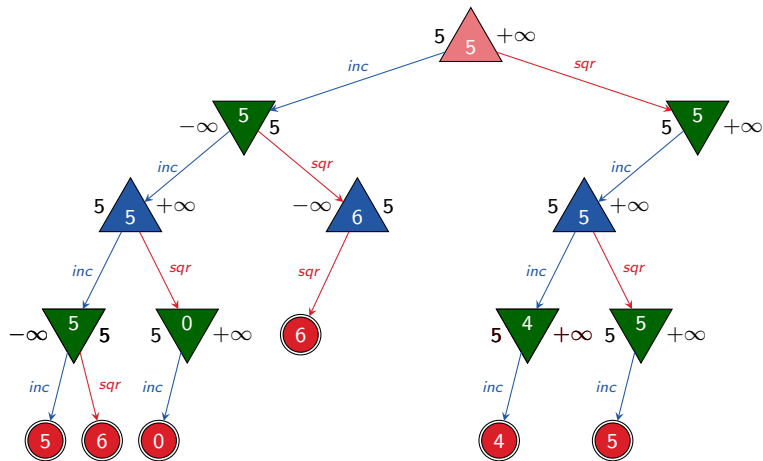 5 5 +∞
inc sqr
−∞ 5 5 5 5 +∞
inc sqr inc
5 5 +∞ −∞ 6 5 5 5 +∞
inc sqr sqr inc sqr
−∞ 5 5 5 0 +∞ 6 5 4 +∞ 5 5 +∞
inc sqr inc inc inc
5 6 0 4 5